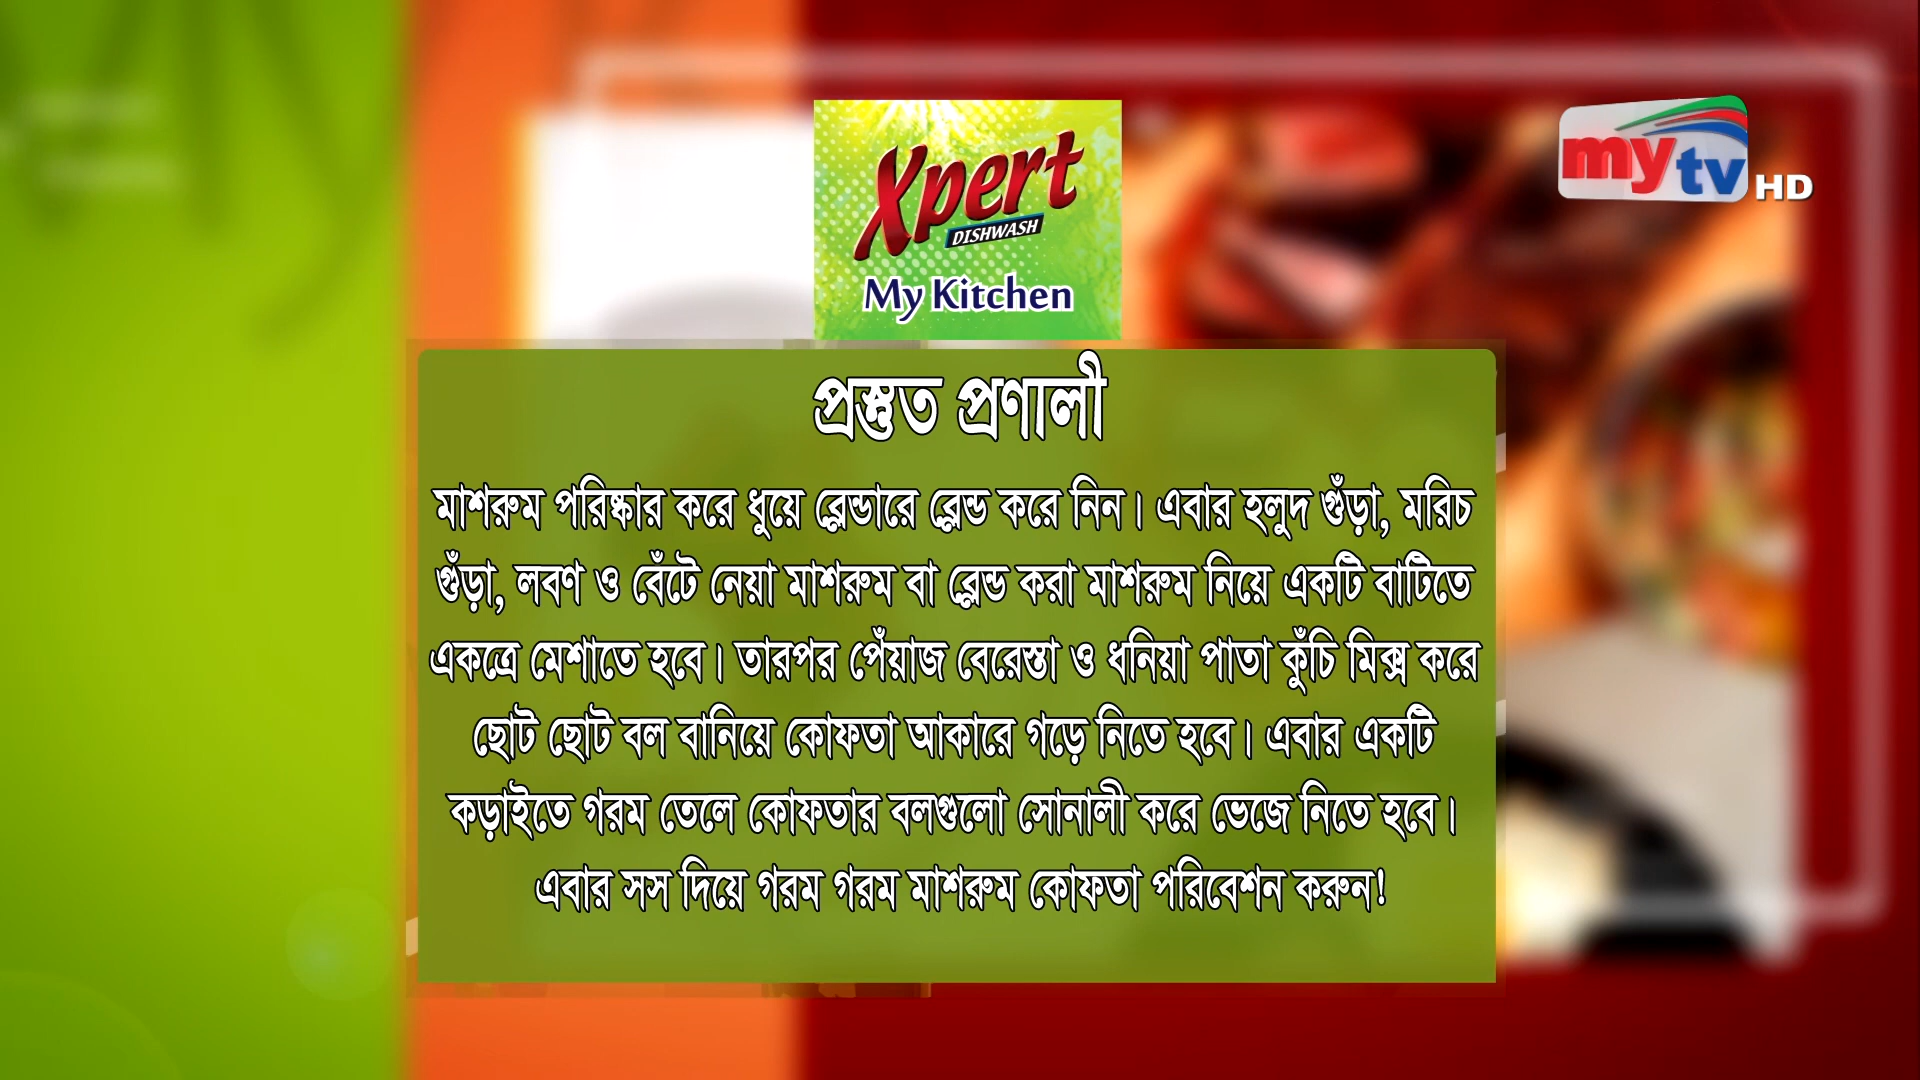 Xpert
DISHWASH
My Kitchen
mytv HD
প্রস্তুত প্রণালী
মাশরুম পরিষ্কার করে ধুয়ে ব্লেন্ডারে ব্লেন্ড করে নিন। এবার হলুদ গুঁড়া, মরিচ
গুঁড়া, লবণ ও বেঁটে নেয়া মাশরুম বা ব্লেন্ড করা মাশরুম নিয়ে একটি বাটিতে
একত্রে মেশাতে হবে। তারপর পেঁয়াজ বেরেস্তা ও ধনিয়া পাতা কুঁচি মিক্স করে
ছোট ছোট বল বানিয়ে কোফতা আকারে গড়ে নিতে হবে। এবার একটি
কড়াইতে গরম তেলে কোফতার বলগুলো সোনালী করে ভেজে নিতে হবে।
এবার সস দিয়ে গরম গরম মাশরুম কোফতা পরিবেশন করুন!